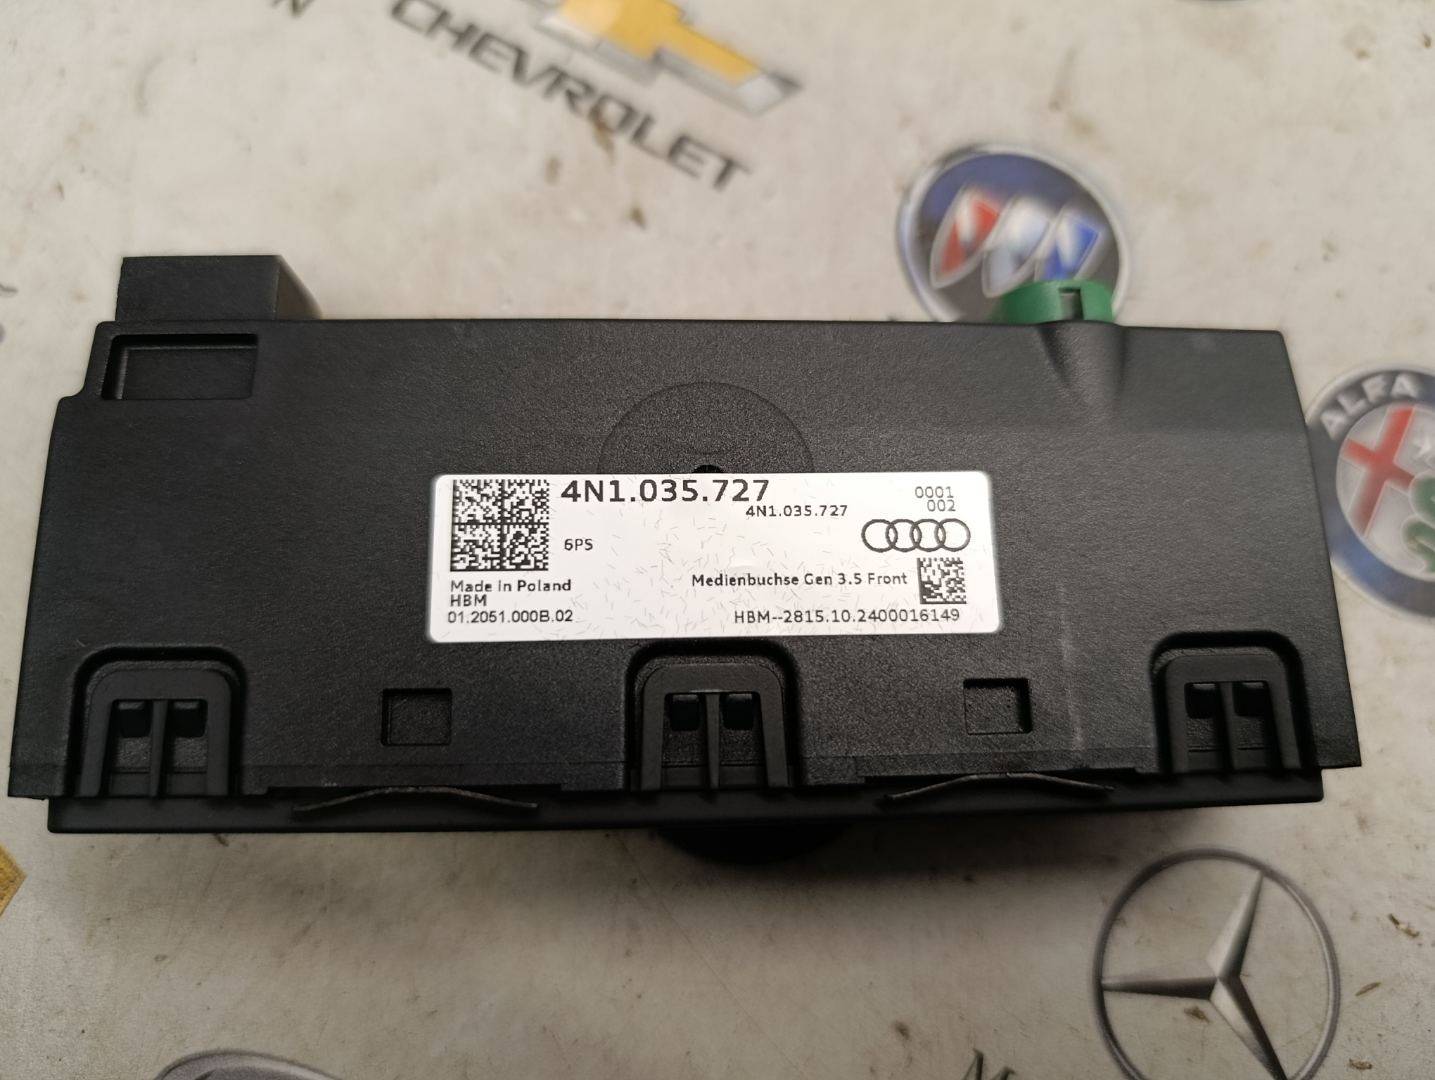 CHEVROLET
ALFA
4N1.035.727
4N1.035.727
0001
002
6PS
Made in Poland
HBM
01.2051.000B.02
Medienbuchse Gen 3.5 Front
HBM--2815.10.2400016149